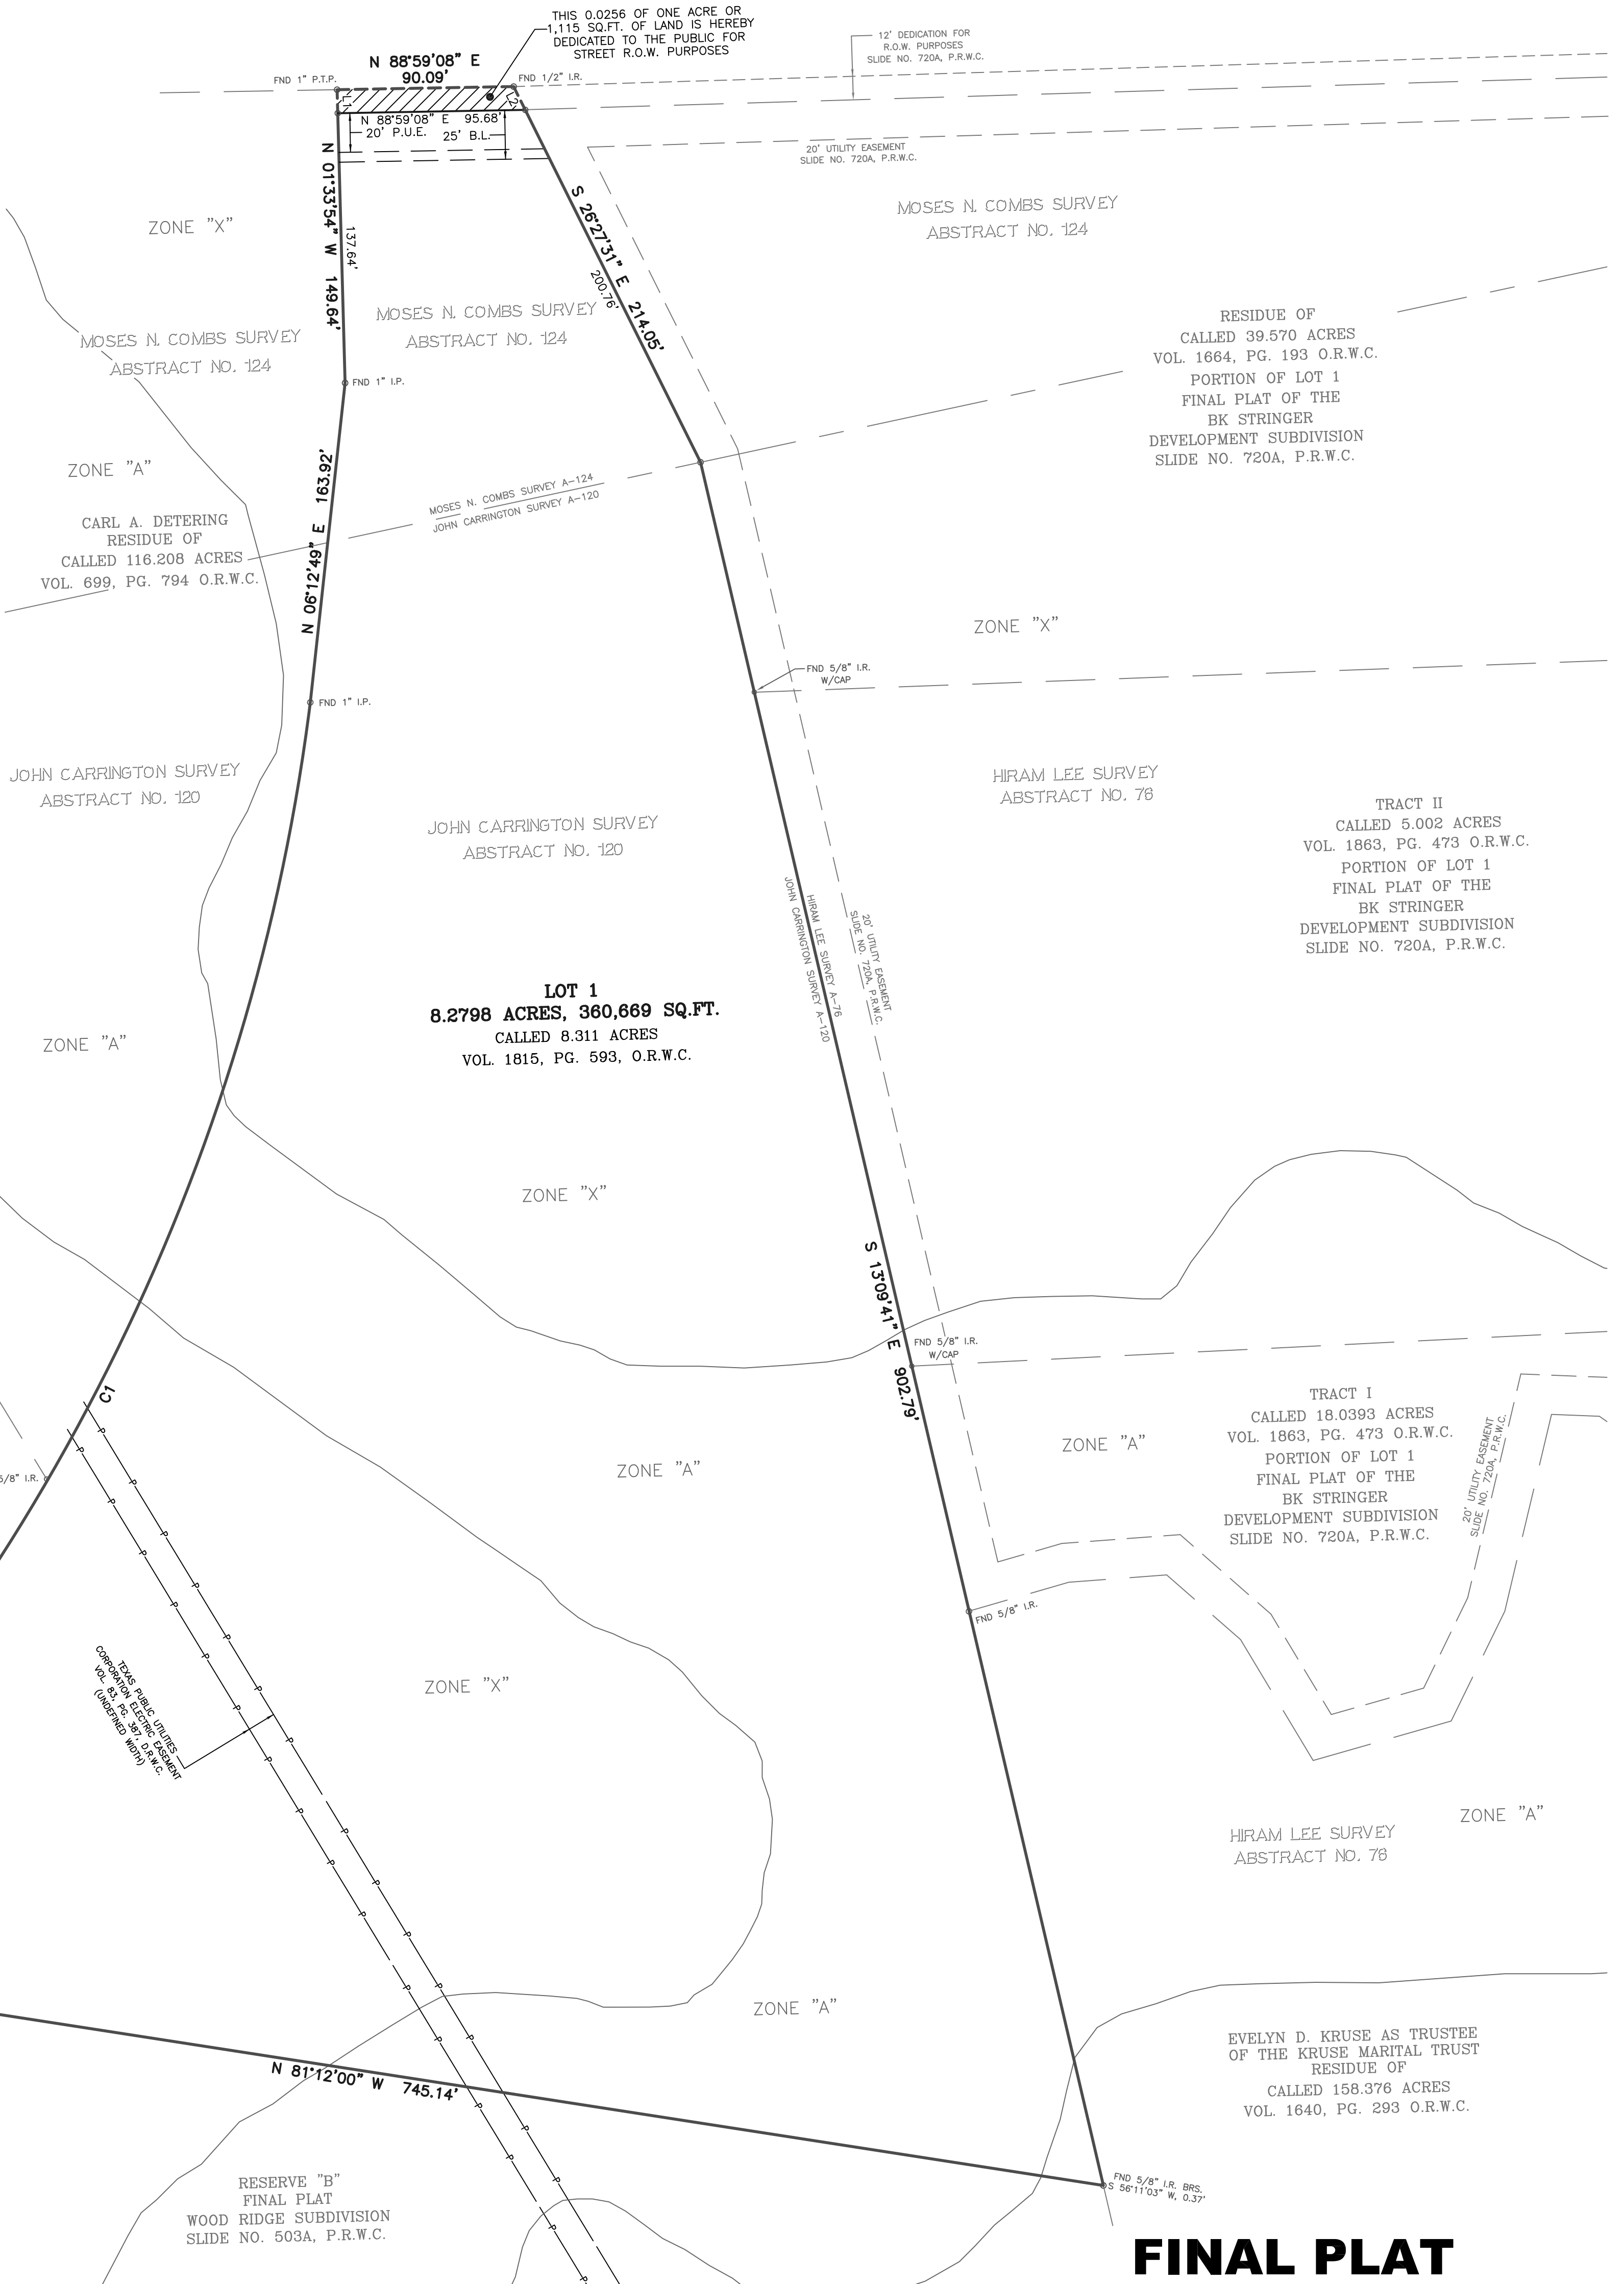 THIS 0.0256 OF ONE ACRE OR
1,115 SQ.FT. OF LAND IS HEREBY
DEDICATED TO THE PUBLIC FOR
STREET R.O.W. PURPOSES
12' DEDICATION FOR
R.O.W. PURPOSES
SLIDE NO. 720A, P.R.W.C.
N 88°59'08" E
90.09'
FND 1" P.T.P.
FND 1/2" I.R.
L1
L2
N 88°59'08" E 95.68'
20' P.U.E.
25' B.L.
20' UTILITY EASEMENT
SLIDE NO. 720A, P.R.W.C.
N 01°33'54" W 149.64'
137.64'
S 26°27'31" E 214.05'
200.76'
ZONE "X"
MOSES N. COMBS SURVEY
ABSTRACT NO. 124
MOSES N. COMBS SURVEY
ABSTRACT NO. 124
MOSES N. COMBS SURVEY
ABSTRACT NO. 124
RESIDUE OF
CALLED 39.570 ACRES
VOL. 1664, PG. 193 O.R.W.C.
PORTION OF LOT 1
FINAL PLAT OF THE
BK STRINGER
DEVELOPMENT SUBDIVISION
SLIDE NO. 720A, P.R.W.C.
FND 1" I.P.
ZONE "A"
CARL A. DETERING
RESIDUE OF
CALLED 116.208 ACRES
VOL. 699, PG. 794 O.R.W.C.
N 06°12'49" E 163.92'
MOSES N. COMBS SURVEY A-124
JOHN CARRINGTON SURVEY A-120
ZONE "X"
FND 5/8" I.R.
W/CAP
FND 1" I.P.
JOHN CARRINGTON SURVEY
ABSTRACT NO. 120
JOHN CARRINGTON SURVEY
ABSTRACT NO. 120
HIRAM LEE SURVEY
ABSTRACT NO. 76
TRACT II
CALLED 5.002 ACRES
VOL. 1863, PG. 473 O.R.W.C.
PORTION OF LOT 1
FINAL PLAT OF THE
BK STRINGER
DEVELOPMENT SUBDIVISION
SLIDE NO. 720A, P.R.W.C.
HIRAM LEE SURVEY A-76
JOHN CARRINGTON SURVEY A-120
20' UTILITY EASEMENT
SLIDE NO. 720A, P.R.W.C.
LOT 1
8.2798 ACRES, 360,669 SQ.FT.
CALLED 8.311 ACRES
VOL. 1815, PG. 593, O.R.W.C.
ZONE "A"
ZONE "X"
S 13°09'41" E 902.79'
FND 5/8" I.R.
W/CAP
C1
5/8" I.R.
ZONE "A"
ZONE "A"
TRACT I
CALLED 18.0393 ACRES
VOL. 1863, PG. 473 O.R.W.C.
PORTION OF LOT 1
FINAL PLAT OF THE
BK STRINGER
DEVELOPMENT SUBDIVISION
SLIDE NO. 720A, P.R.W.C.
20' UTILITY EASEMENT
SLIDE NO. 720A, P.R.W.C.
FND 5/8" I.R.
TEXAS PUBLIC UTILITIES
CORPORATION ELECTRIC EASEMENT
VOL. 83, PG. 387, D.R.W.C.
(UNDEFINED WIDTH)
ZONE "X"
ZONE "A"
HIRAM LEE SURVEY
ABSTRACT NO. 76
ZONE "A"
EVELYN D. KRUSE AS TRUSTEE
OF THE KRUSE MARITAL TRUST
RESIDUE OF
CALLED 158.376 ACRES
VOL. 1640, PG. 293 O.R.W.C.
N 81°12'00" W 745.14'
FND 5/8" I.R. BRS.
S 56°11'03" W, 0.37'
RESERVE "B"
FINAL PLAT
WOOD RIDGE SUBDIVISION
SLIDE NO. 503A, P.R.W.C.
FINAL PLAT